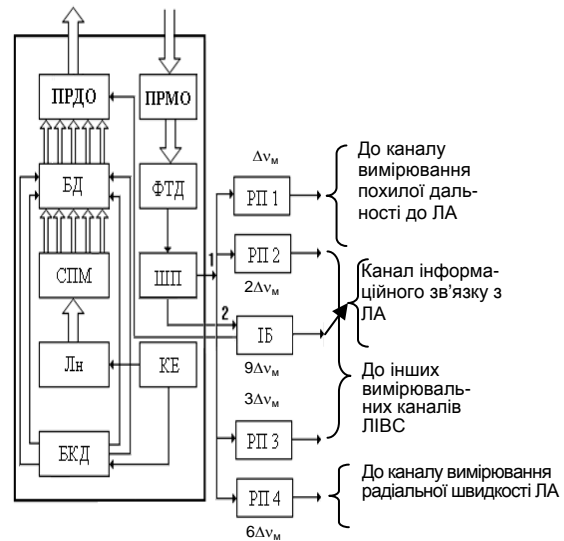 ПРДО
ПРМО
БД
ФТД
СПМ
ШП
Лн
КЕ
БКД
1
2
Δνм
РП 1
РП 2
2Δνм
ІБ
9Δνм
3Δνм
РП 3
РП 4
6Δνм
До каналу
вимірювання
похилої даль-
ності до ЛА
Канал інформа-
ційного зв’язку з
ЛА
До інших
вимірюваль-
них каналів
ЛІВС
До каналу вимірювання
радіальної швидкості ЛА